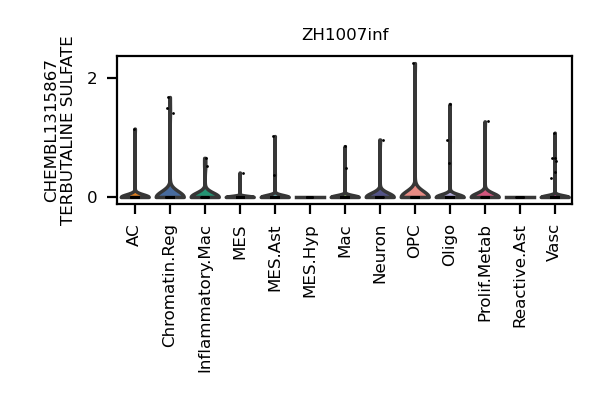 ZH1007inf
CHEMBL1315867
TERBUTALINE SULFATE
2
0
AC
Chromatin.Reg
Inflammatory.Mac
MES
MES.Ast
MES.Hyp
Mac
Neuron
OPC
Oligo
Prolif.Metab
Reactive.Ast
Vasc